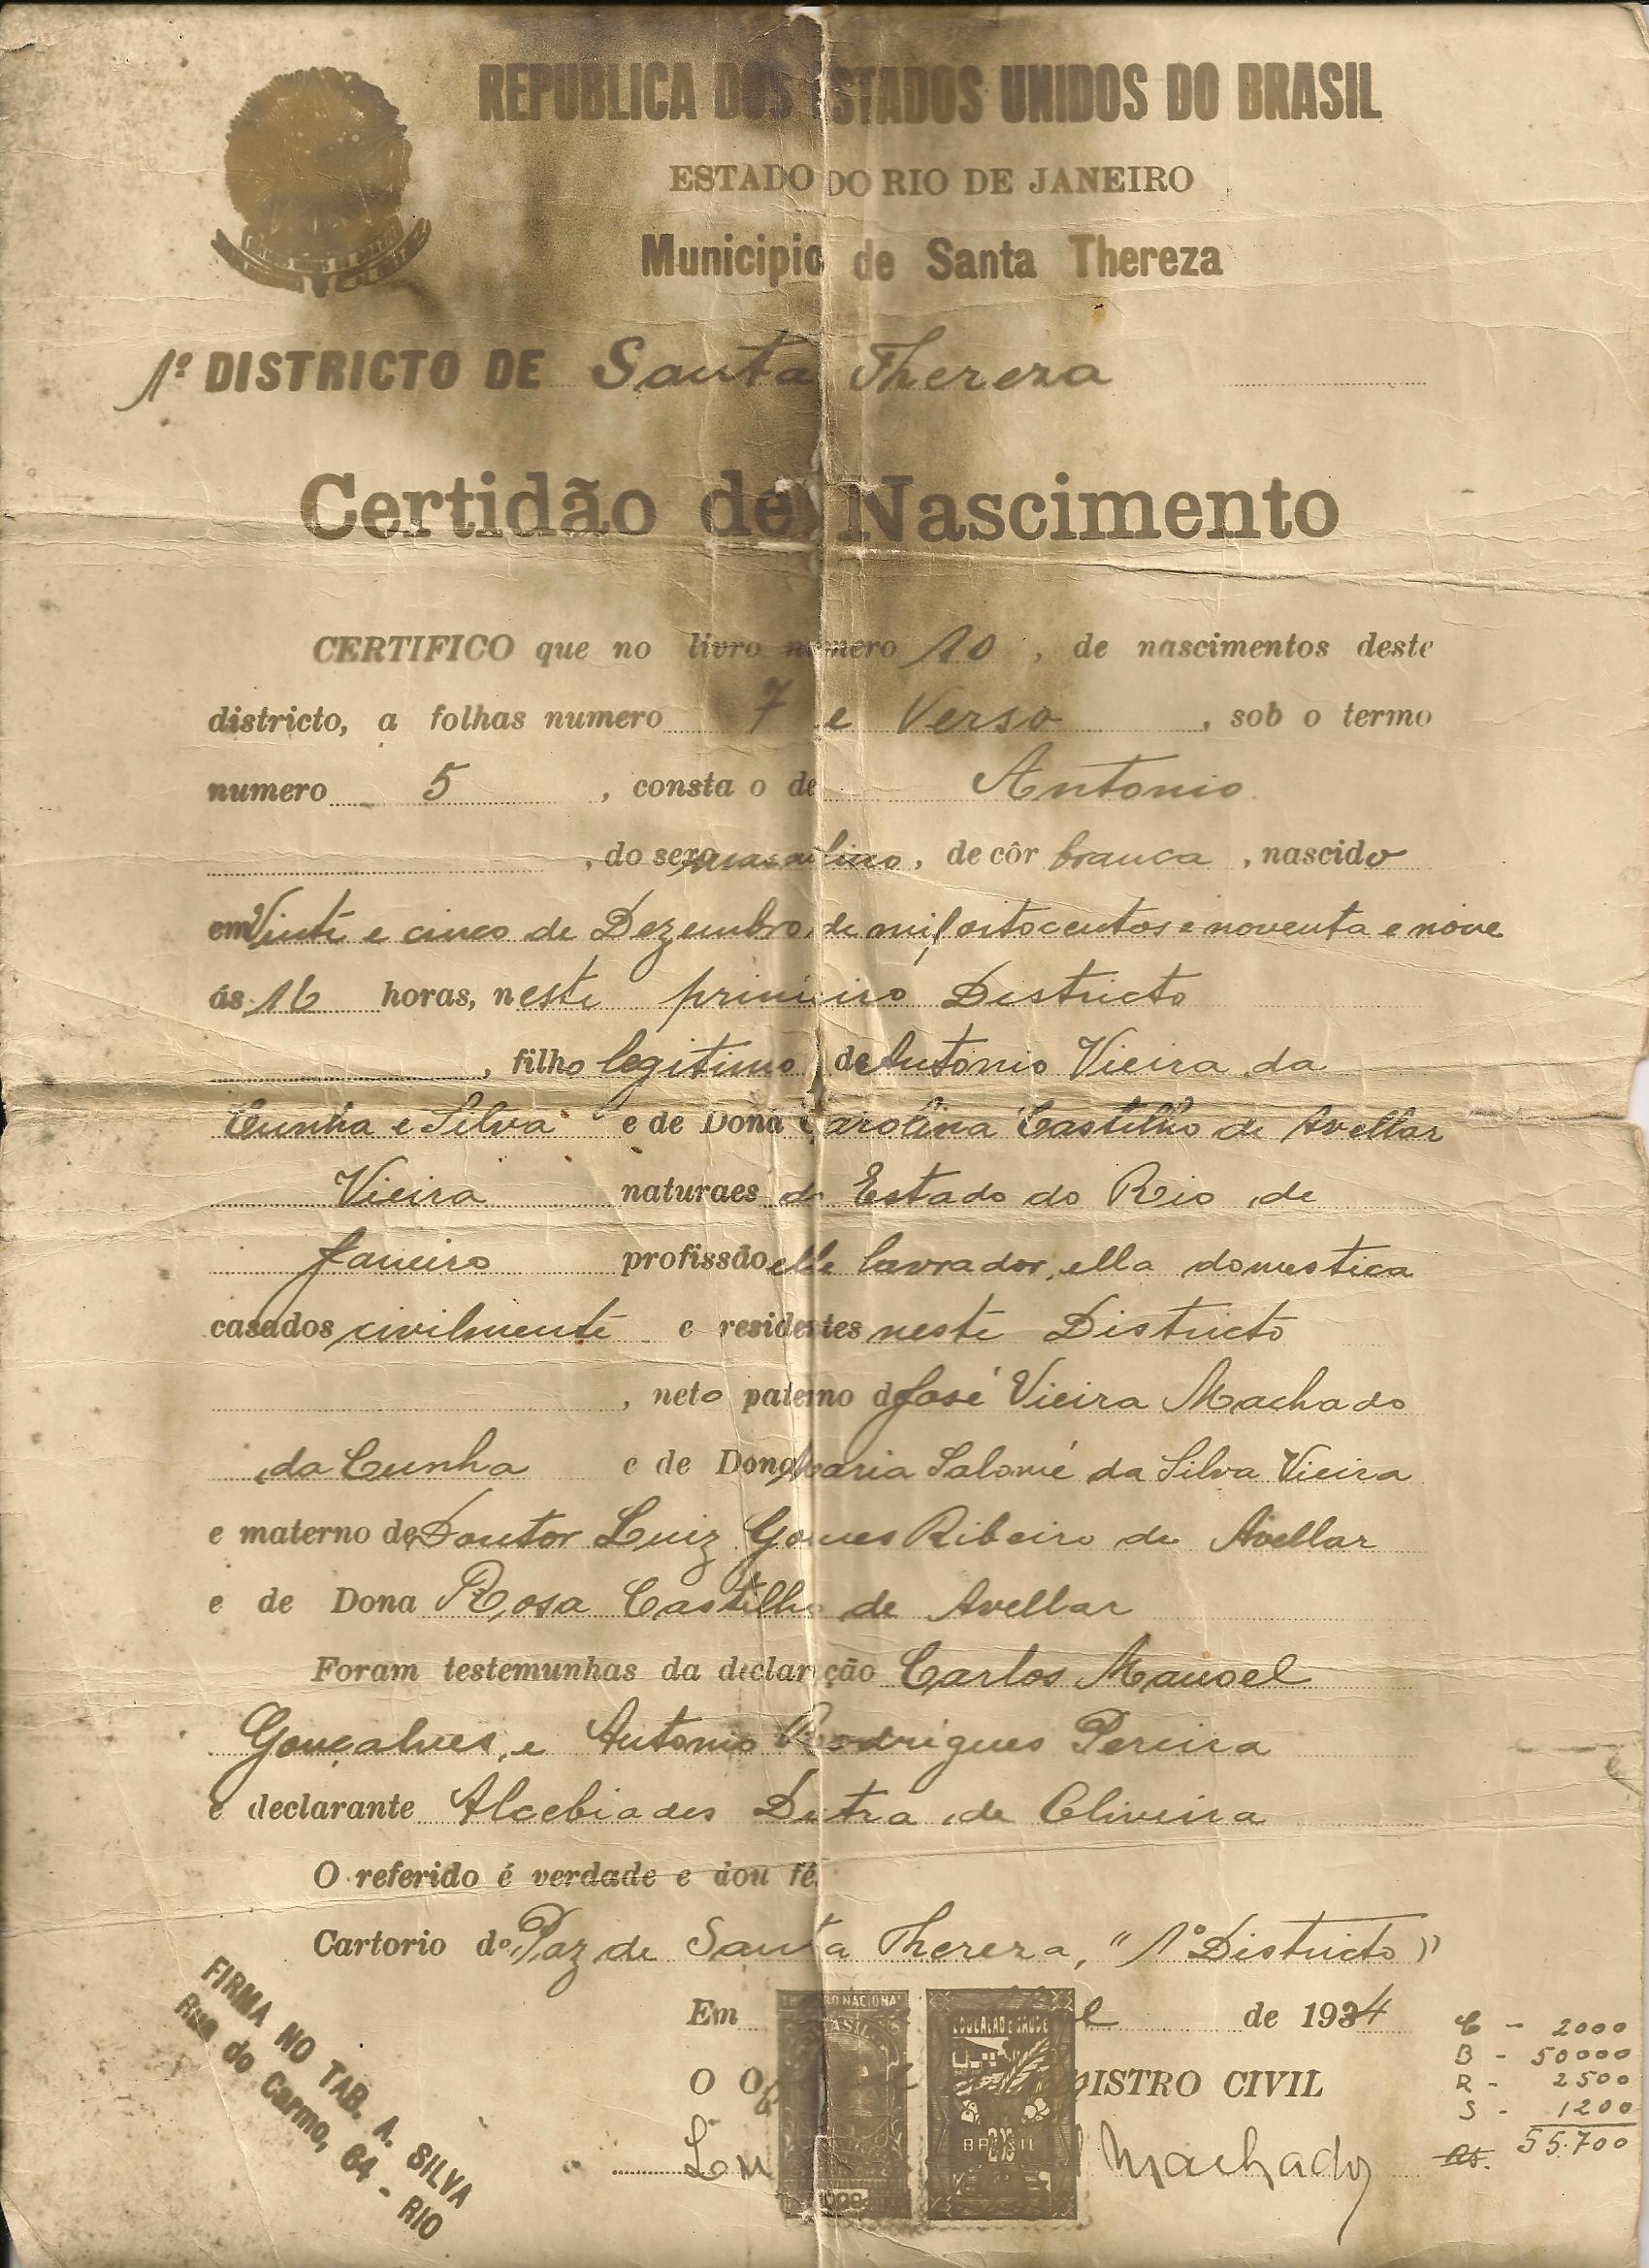 REPUBLICA DOS ESTADOS UNIDOS DO BRASIL
ESTADO DO RIO DE JANEIRO
Municipio de Santa Thereza
1º DISTRICTO DE Santa Thereza
Certidão de Nascimento
CERTIFICO que no livro numero 10, de nascimentos deste
districto, a folhas numero 7 e Verso, sob o termo
numero 5, consta o de Antonio
, do sexo masculino, de côr branca, nascido
em Vinte e cinco de Dezembro de mil oitocentos e noventa e nove
ás 16 horas, neste primeiro Districto
, filho legitimo de Antonio Vieira da
Cunha e Silva e de Dona Carolina Castilho de Avellar
Vieira naturaes do Estado do Rio de
Janeiro profissão elle lavrador, ella domestica
casados civilmente e residestes neste Districto
, neto paterno de José Vieira Machado
da Cunha e de Dona Maria Salomé da Silva Vieira
e materno de Doutor Luiz Gomes Ribeiro de Avellar
e de Dona Rosa Castilho de Avellar
Foram testemunhas da declaração Carlos Manoel
Gonçalves, e Antonio Rodrigues Pereira
e declarante Alcebiades Dutra de Oliveira
O referido é verdade e dou fé.
Cartorio de Paz de Santa Thereza, "1º Districto"
Em de 1934
O ISTRO CIVIL
Machado
FIRMA NO TAB. A. SILVA
Rua do Carmo, 64 - RIO
NACIONAL
BRASIL
EDUCAÇÃO E SAUDE
BRASIL
C - 2000
B - 50000
R - 2500
S - 1200
Rs. 55.700